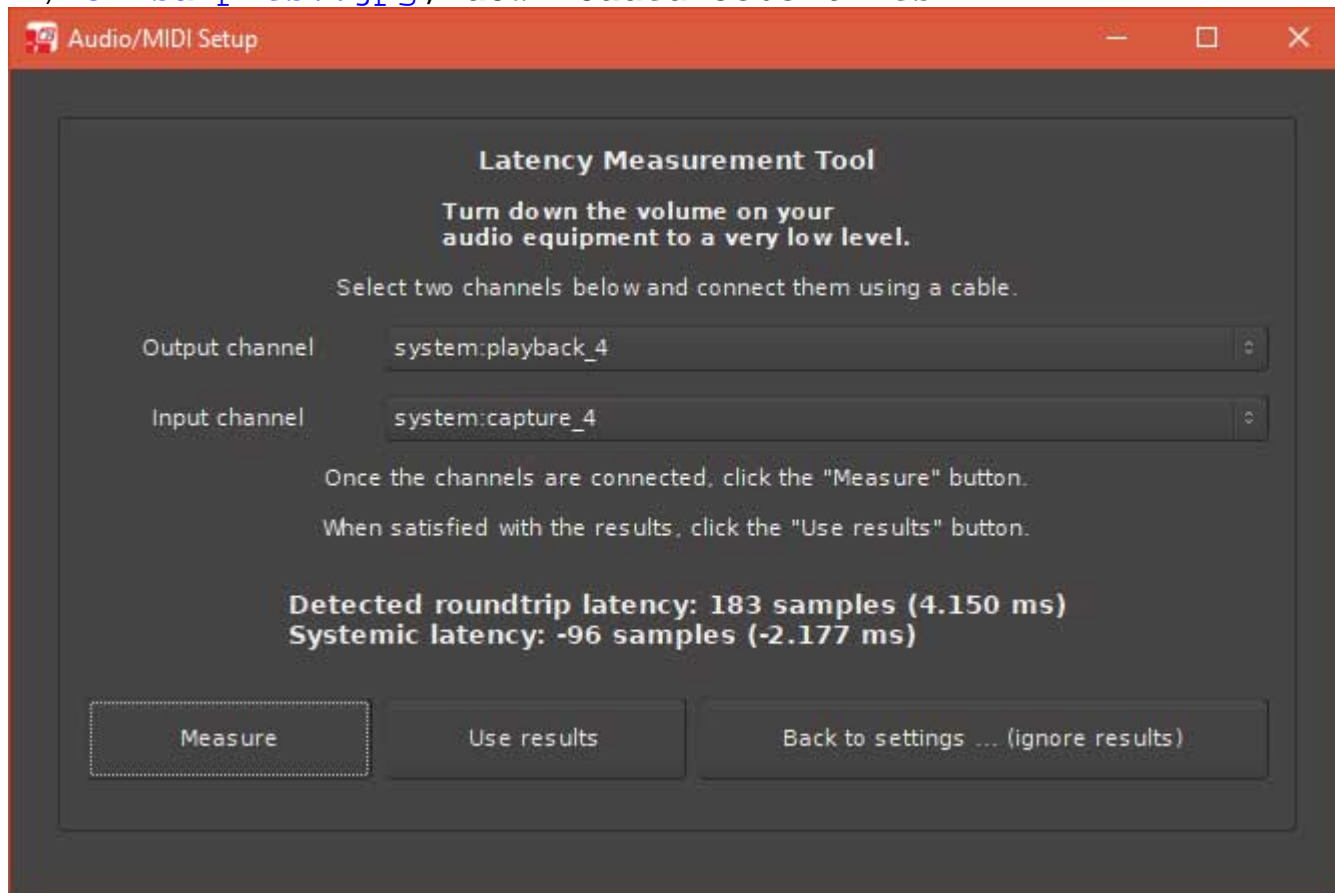 Audio/MIDI Setup
Latency Measurement Tool
Turn down the volume on your
audio equipment to a very low level.
Select two channels below and connect them using a cable.
Output channel system:playback_4
Input channel system:capture_4
Once the channels are connected, click the "Measure" button.
When satisfied with the results, click the "Use results" button.
Detected roundtrip latency: 183 samples (4.150 ms)
Systemic latency: -96 samples (-2.177 ms)
Measure Use results Back to settings ... (ignore results)